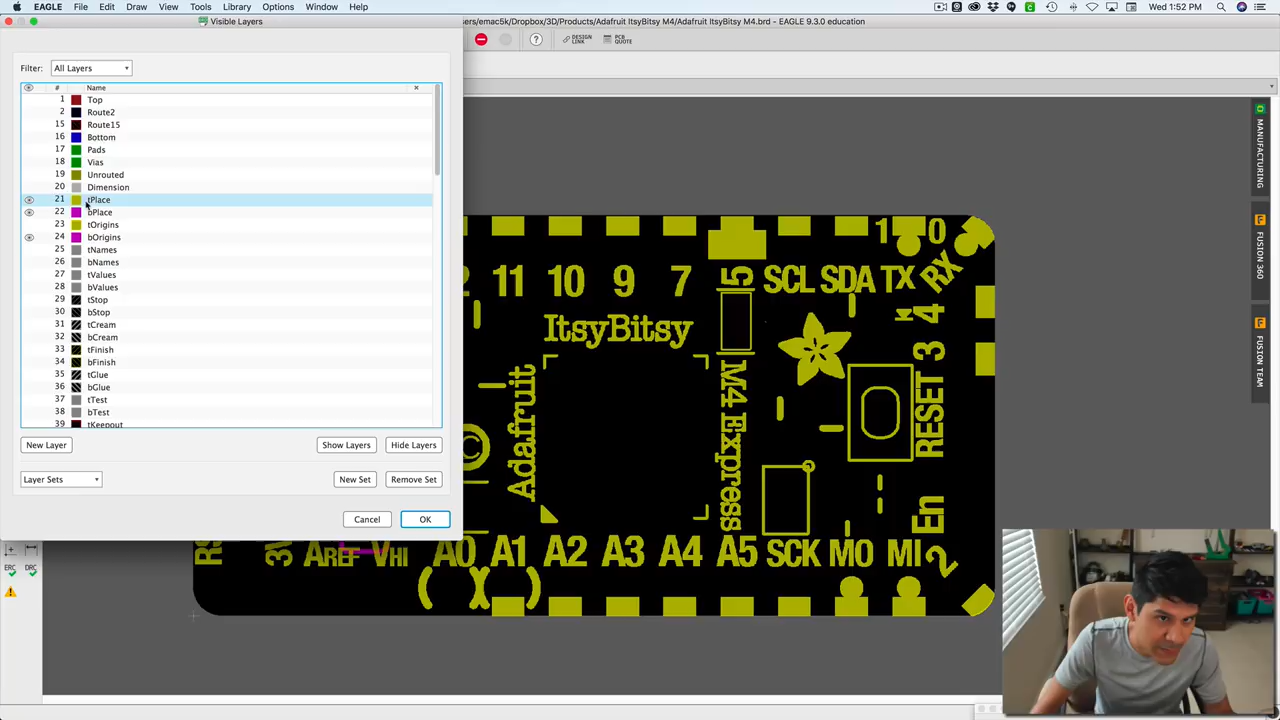 EAGLE File Edit Draw View Tools Library Options Window Help Wed 1:52 PM
Visible Layers
ers/emac5k/Dropbox/3D/Products/Adafruit ItsyBitsy M4/Adafruit ItsyBitsy M4.brd - EAGLE 9.3.0 education
DESIGN LINK
PCB QUOTE
Filter: All Layers
# Name
1 Top
2 Route2
15 Route15
16 Bottom
17 Pads
18 Vias
19 Unrouted
20 Dimension
21 tPlace
22 bPlace
23 tOrigins
24 bOrigins
25 tNames
26 bNames
27 tValues
28 bValues
29 tStop
30 bStop
31 tCream
32 bCream
33 tFinish
34 bFinish
35 tGlue
36 bGlue
37 tTest
38 bTest
39 tKeepout
New Layer Show Layers Hide Layers
Layer Sets New Set Remove Set
Cancel OK
ERC DRC
1 0
11 10 9 7 5 SCL SDA TX RX
ItsyBitsy
Adafruit
M4 Express
4
3
RESET
En
2
©
3V AREF VHI A0 A1 A2 A3 A4 A5 SCK MO MI
MANUFACTURING
FUSION 360
FUSION TEAM